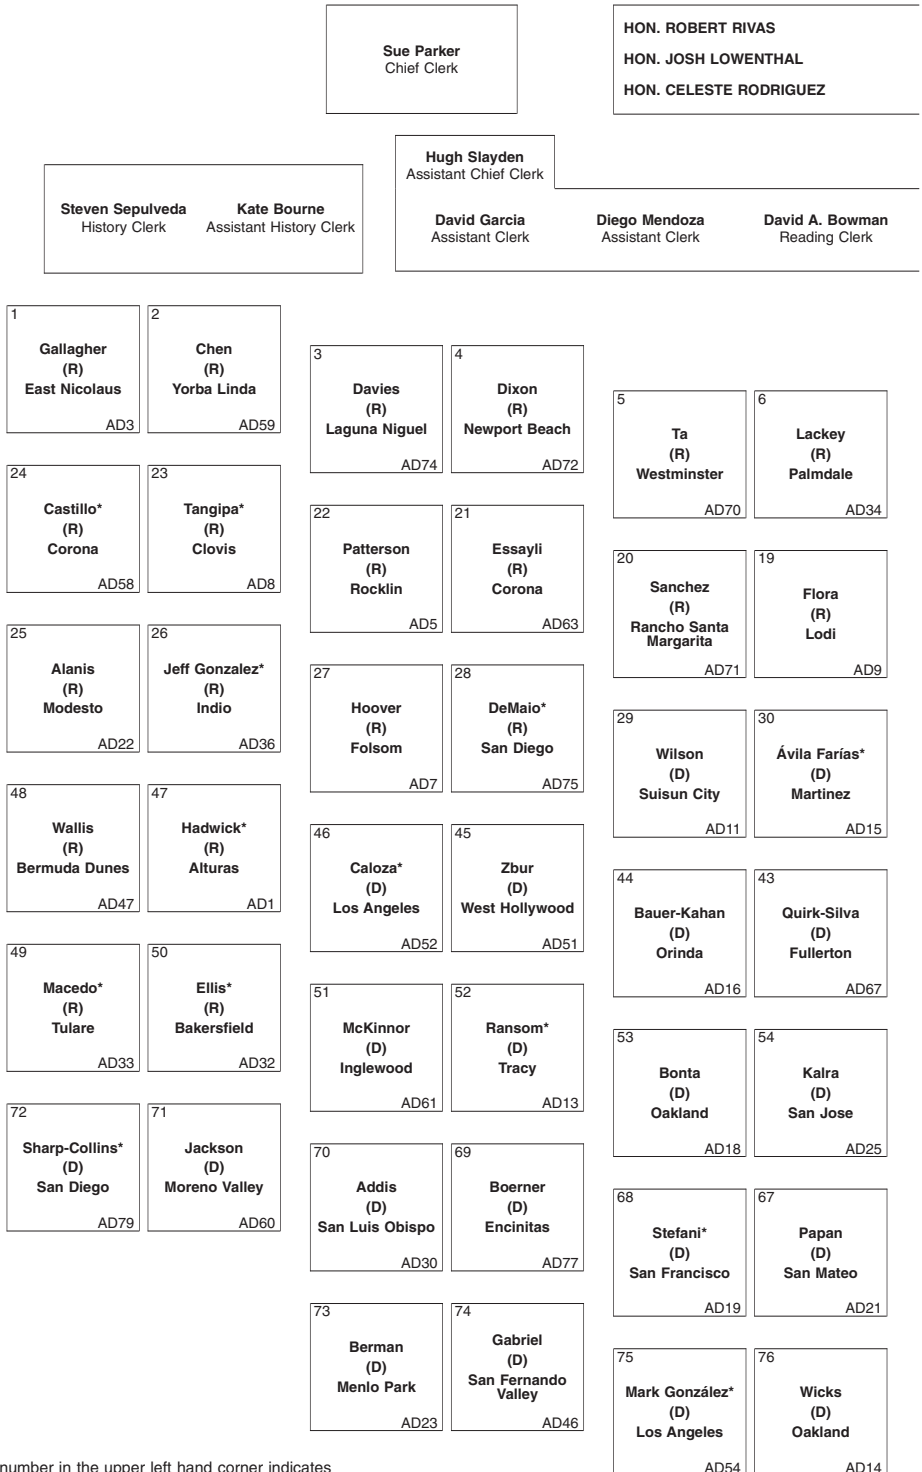 Sue Parker
Chief Clerk
HON. ROBERT RIVAS
HON. JOSH LOWENTHAL
HON. CELESTE RODRIGUEZ
Hugh Slayden
Assistant Chief Clerk
Steven Sepulveda
History Clerk
Kate Bourne
Assistant History Clerk
David Garcia
Assistant Clerk
Diego Mendoza
Assistant Clerk
David A. Bowman
Reading Clerk
1
Gallagher
(R)
East Nicolaus
AD3
2
Chen
(R)
Yorba Linda
AD59
3
Davies
(R)
Laguna Niguel
AD74
4
Dixon
(R)
Newport Beach
AD72
5
Ta
(R)
Westminster
AD70
6
Lackey
(R)
Palmdale
AD34
24
Castillo*
(R)
Corona
AD58
23
Tangipa*
(R)
Clovis
AD8
22
Patterson
(R)
Rocklin
AD5
21
Essayli
(R)
Corona
AD63
20
Sanchez
(R)
Rancho Santa
Margarita
AD71
19
Flora
(R)
Lodi
AD9
25
Alanis
(R)
Modesto
AD22
26
Jeff Gonzalez*
(R)
Indio
AD36
27
Hoover
(R)
Folsom
AD7
28
DeMaio*
(R)
San Diego
AD75
29
Wilson
(D)
Suisun City
AD11
30
Ávila Farías*
(D)
Martinez
AD15
48
Wallis
(R)
Bermuda Dunes
AD47
47
Hadwick*
(R)
Alturas
AD1
46
Caloza*
(D)
Los Angeles
AD52
45
Zbur
(D)
West Hollywood
AD51
44
Bauer-Kahan
(D)
Orinda
AD16
43
Quirk-Silva
(D)
Fullerton
AD67
49
Macedo*
(R)
Tulare
AD33
50
Ellis*
(R)
Bakersfield
AD32
51
McKinnor
(D)
Inglewood
AD61
52
Ransom*
(D)
Tracy
AD13
53
Bonta
(D)
Oakland
AD18
54
Kalra
(D)
San Jose
AD25
72
Sharp-Collins*
(D)
San Diego
AD79
71
Jackson
(D)
Moreno Valley
AD60
70
Addis
(D)
San Luis Obispo
AD30
69
Boerner
(D)
Encinitas
AD77
68
Stefani*
(D)
San Francisco
AD19
67
Papan
(D)
San Mateo
AD21
73
Berman
(D)
Menlo Park
AD23
74
Gabriel
(D)
San Fernando
Valley
AD46
75
Mark González*
(D)
Los Angeles
AD54
76
Wicks
(D)
Oakland
AD14
number in the upper left hand corner indicates